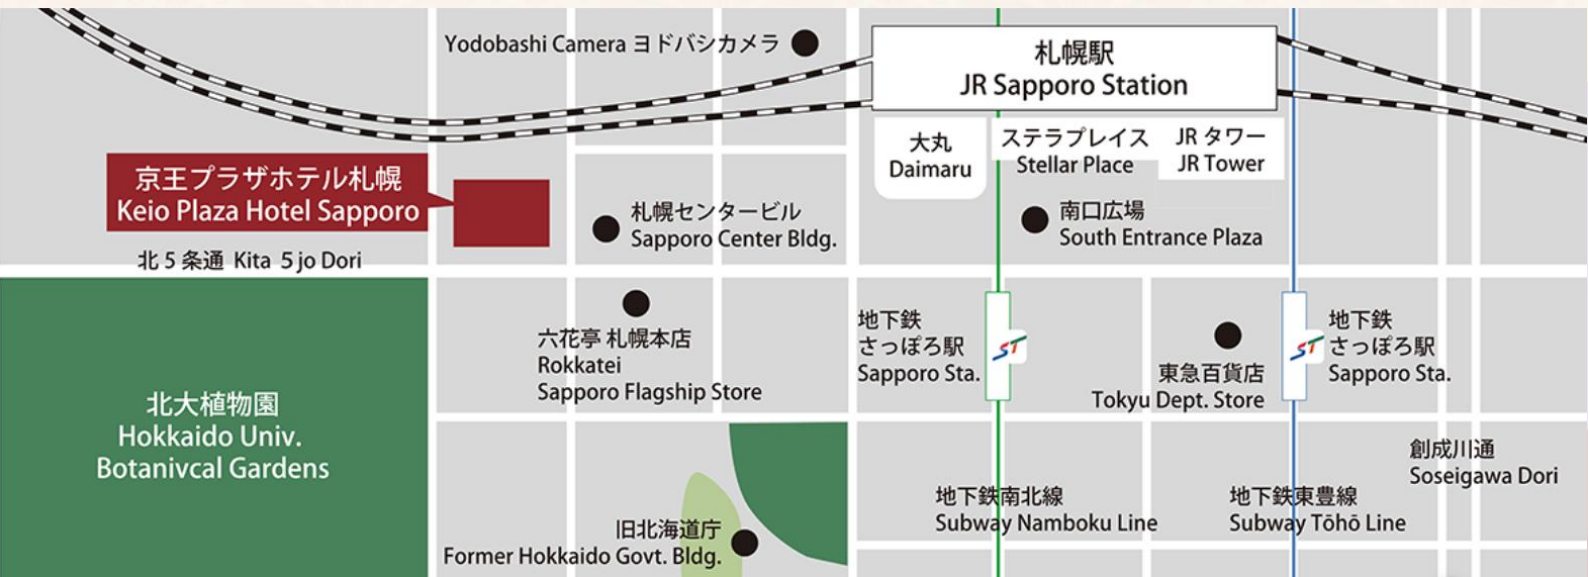 Yodobashi Camera ヨドバシカメラ
札幌駅
JR Sapporo Station
大丸
Daimaru
ステラプレイス
Stellar Place
JR タワー
JR Tower
京王プラザホテル札幌
Keio Plaza Hotel Sapporo
札幌センタービル
Sapporo Center Bldg.
南口広場
South Entrance Plaza
北5条通 Kita 5 jo Dori
六花亭 札幌本店
Rokkatei
Sapporo Flagship Store
地下鉄
さっぽろ駅
Sapporo Sta.
ST
東急百貨店
Tokyu Dept. Store
ST
地下鉄
さっぽろ駅
Sapporo Sta.
北大植物園
Hokkaido Univ.
Botanivcal Gardens
創成川通
Soseigawa Dori
地下鉄南北線
Subway Namboku Line
地下鉄東豊線
Subway Tōhō Line
旧北海道庁
Former Hokkaido Govt. Bldg.